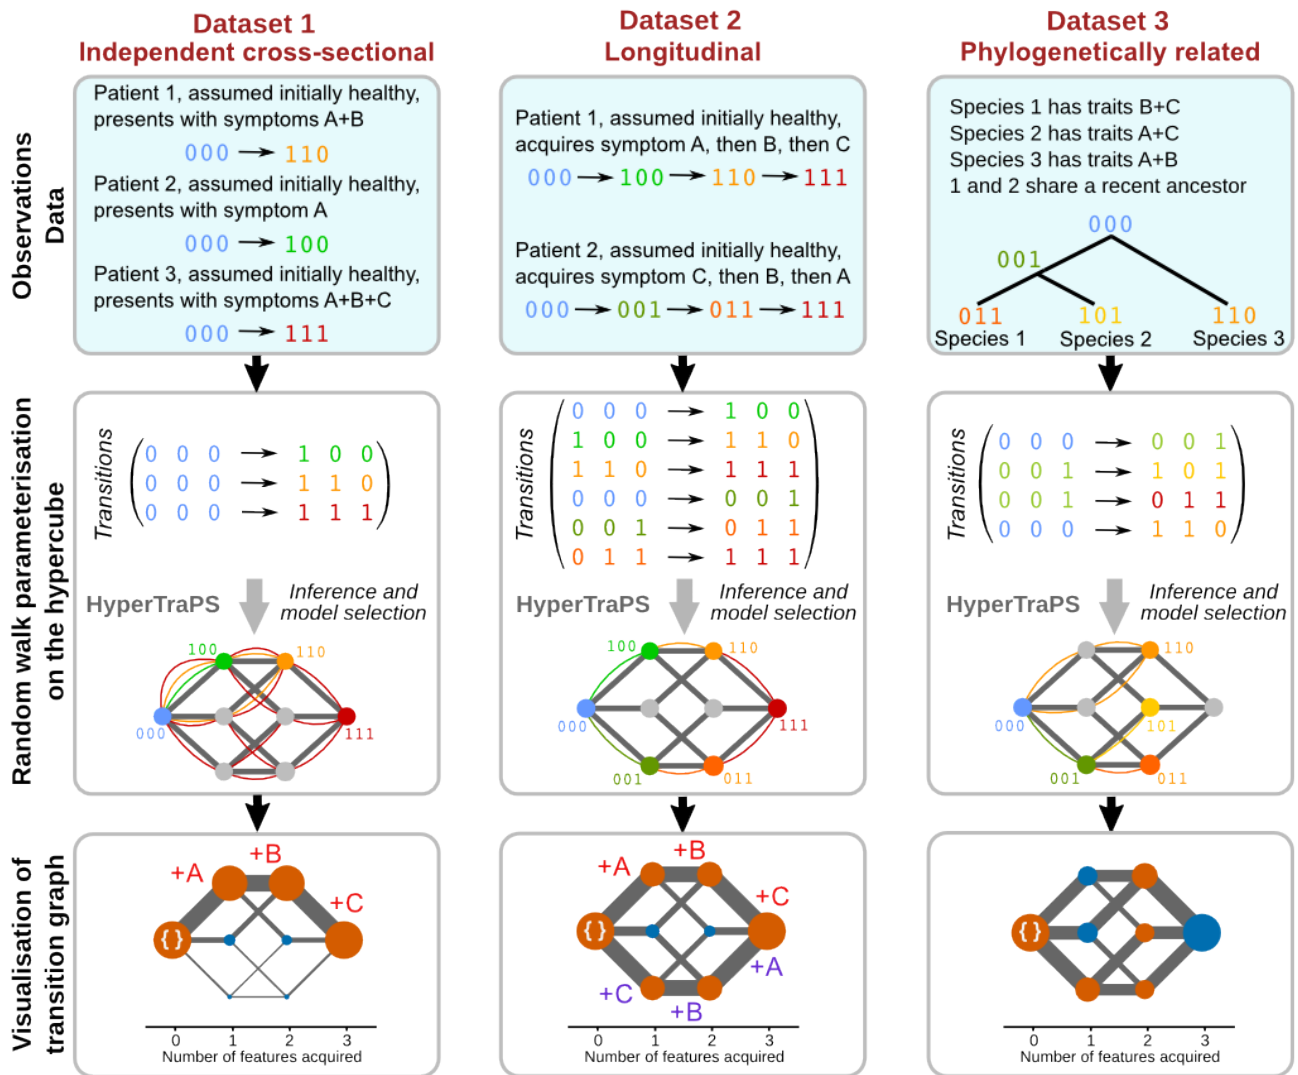 Dataset 1
Independent cross-sectional
Dataset 2
Longitudinal
Dataset 3
Phylogenetically related
Observations
Data
Patient 1, assumed initially healthy,
presents with symptoms A+B
000 → 110
Patient 2, assumed initially healthy,
presents with symptom A
000 → 100
Patient 3, assumed initially healthy,
presents with symptoms A+B+C
000 → 111
Patient 1, assumed initially healthy,
acquires symptom A, then B, then C
000 → 100 → 110 → 111
Patient 2, assumed initially healthy,
acquires symptom C, then B, then A
000 → 001 → 011 → 111
Species 1 has traits B+C
Species 2 has traits A+C
Species 3 has traits A+B
1 and 2 share a recent ancestor
000
001
011 101 110
Species 1 Species 2 Species 3
Random walk parameterisation
on the hypercube
Transitions
0 0 0 → 1 0 0
0 0 0 → 1 1 0
0 0 0 → 1 1 1
HyperTraPS
Inference and
model selection
100 110
000 111
Transitions
0 0 0 → 1 0 0
1 0 0 → 1 1 0
1 1 0 → 1 1 1
0 0 0 → 0 0 1
0 0 1 → 0 1 1
0 1 1 → 1 1 1
HyperTraPS
Inference and
model selection
100 110
000 111
001 011
Transitions
0 0 0 → 0 0 1
0 0 1 → 1 0 1
0 0 1 → 0 1 1
0 0 0 → 1 1 0
HyperTraPS
Inference and
model selection
110
000 101
001 011
Visualisation of
transition graph
+B
+A
+C
{}
0 1 2 3
Number of features acquired
+B
+A
+C
{}
+A
+C
+B
0 1 2 3
Number of features acquired
{}
0 1 2 3
Number of features acquired